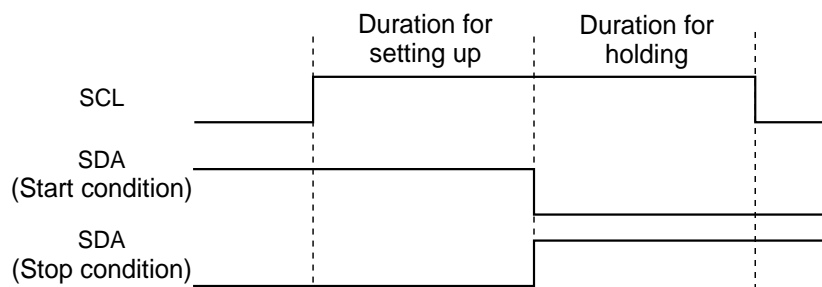 Duration for
setting up
Duration for
holding
SCL
SDA
(Start condition)
SDA
(Stop condition)